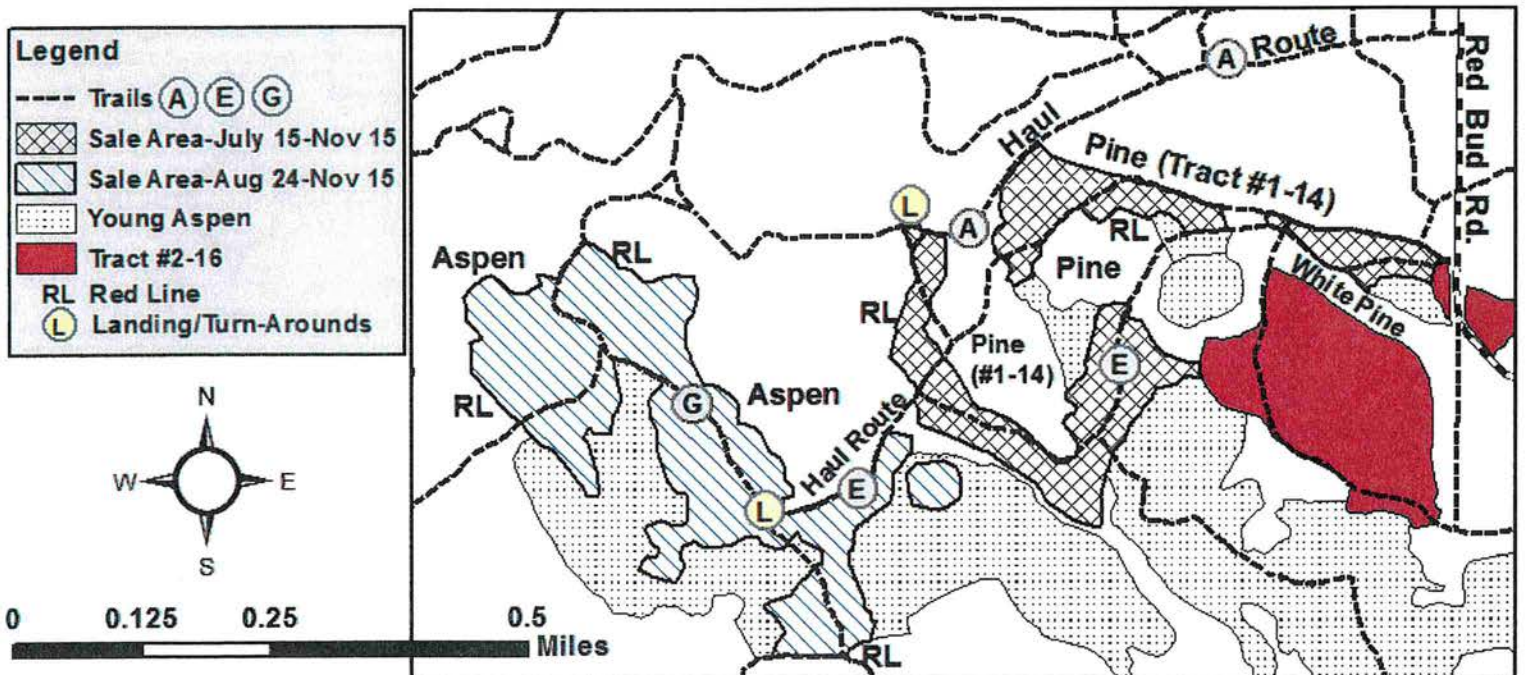 Legend
Trails A E G
Sale Area-July 15-Nov 15
Sale Area-Aug 24-Nov 15
Young Aspen
Tract #2-16
RL Red Line
L Landing/Turn-Arounds
N
W E
S
0 0.125 0.25 0.5
Miles
A Route
Haul
Red Bud Rd.
Pine (Tract #1-14)
L
A
RL
RL
Aspen
Pine
White Pine
RL
Pine
(#1-14)
E
RL
G
Aspen
Haul Route
E
L
RL